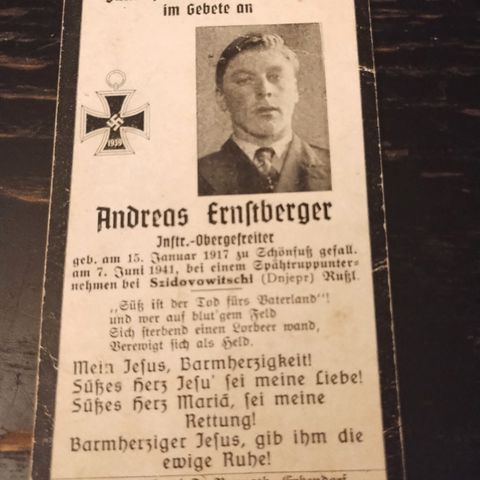 im Gebete an
1939
Andreas Ernstberger
Instr.-Obergefreiter
geb. am 15. Januar 1917 zu Schönfuß gefall.
am 7. Juni 1941, bei einem Spähtruppunter-
nehmen bei Szidovowitschi (Dnjepr) Rußl.
„Süß ist der Tod fürs Vaterland“!
und wer auf blut'gem Feld
Sich sterbend einen Lorbeer wand,
Verewigt sich als Held.
Mein Jesus, Barmherzigkeit!
Süßes Herz Jesu' sei meine Liebe!
Süßes Herz Mariä, sei meine
Rettung!
Barmherziger Jesus, gib ihm die
ewige Ruhe!